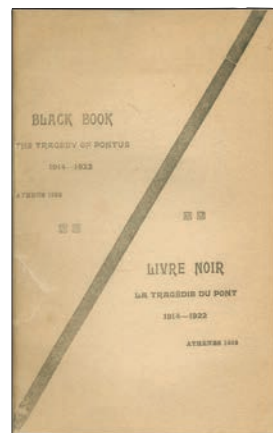 BLACK BOOK
THE TRAGEDY OF PONTUS
1914—1922
ATHENS 1922
LIVRE NOIR
LA TRAGÉDIE DU PONT
1914—1922
ATHÈNES 1922